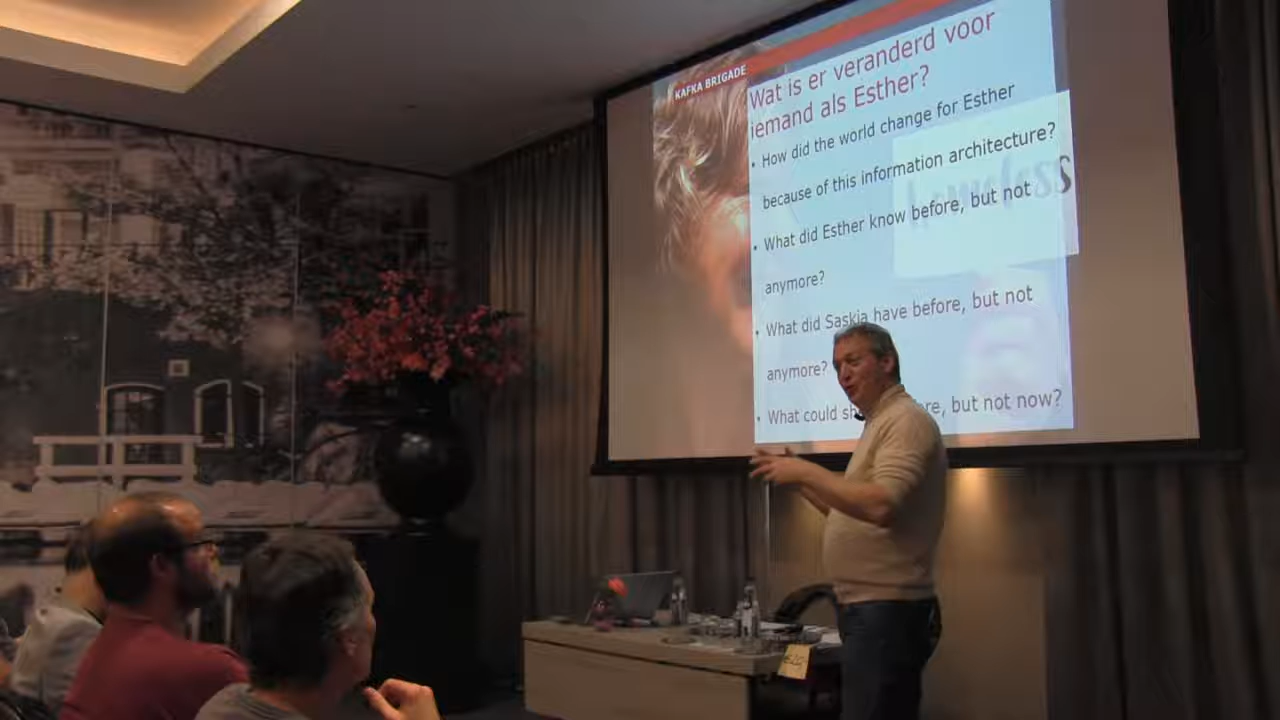 KAFKA BRIGADE
Wat is er veranderd voor
iemand als Esther?
• How did the world change for Esther
because of this information architecture?
homeless
• What did Esther know before, but not
anymore?
• What did Saskia have before, but not
anymore?
• What could sh re, but not now?